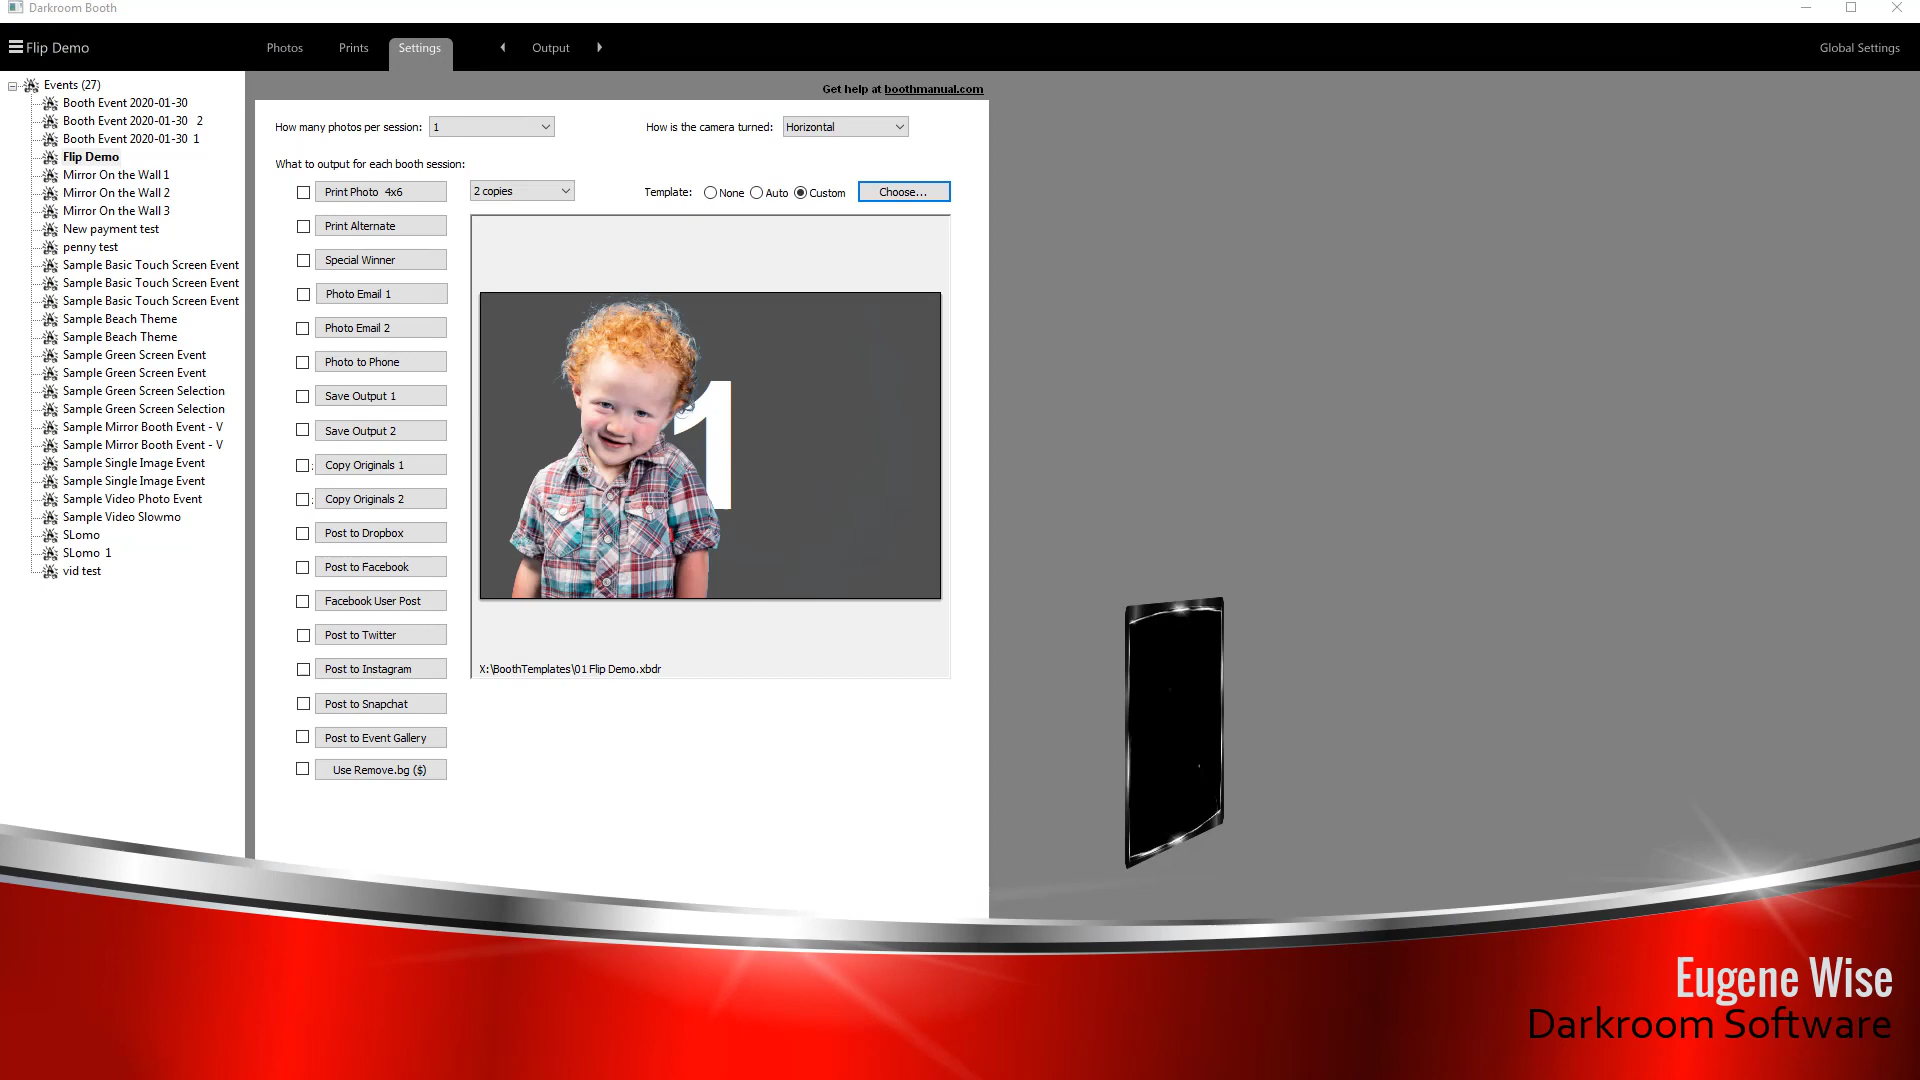 Darkroom Booth
Flip Demo
Photos
Prints
Settings
Output
Global Settings
Events (27)
Booth Event 2020-01-30
Booth Event 2020-01-30 2
Booth Event 2020-01-30 1
Flip Demo
Mirror On the Wall 1
Mirror On the Wall 2
Mirror On the Wall 3
New payment test
penny test
Sample Basic Touch Screen Event
Sample Basic Touch Screen Event
Sample Basic Touch Screen Event
Sample Beach Theme
Sample Beach Theme
Sample Green Screen Event
Sample Green Screen Event
Sample Green Screen Selection
Sample Green Screen Selection
Sample Mirror Booth Event - V
Sample Mirror Booth Event - V
Sample Single Image Event
Sample Single Image Event
Sample Video Photo Event
Sample Video Slowmo
SLomo
SLomo 1
vid test
Get help at boothmanual.com
How many photos per session: 1
How is the camera turned: Horizontal
What to output for each booth session:
Print Photo 4x6
2 copies
Template: None Auto Custom Choose...
Print Alternate
Special Winner
Photo Email 1
Photo Email 2
Photo to Phone
Save Output 1
Save Output 2
Copy Originals 1
Copy Originals 2
Post to Dropbox
Post to Facebook
Facebook User Post
Post to Twitter
Post to Instagram
Post to Snapchat
Post to Event Gallery
Use Remove.bg ($)
1
X:\BoothTemplates\01 Flip Demo.xbdr
Eugene Wise
Darkroom Software